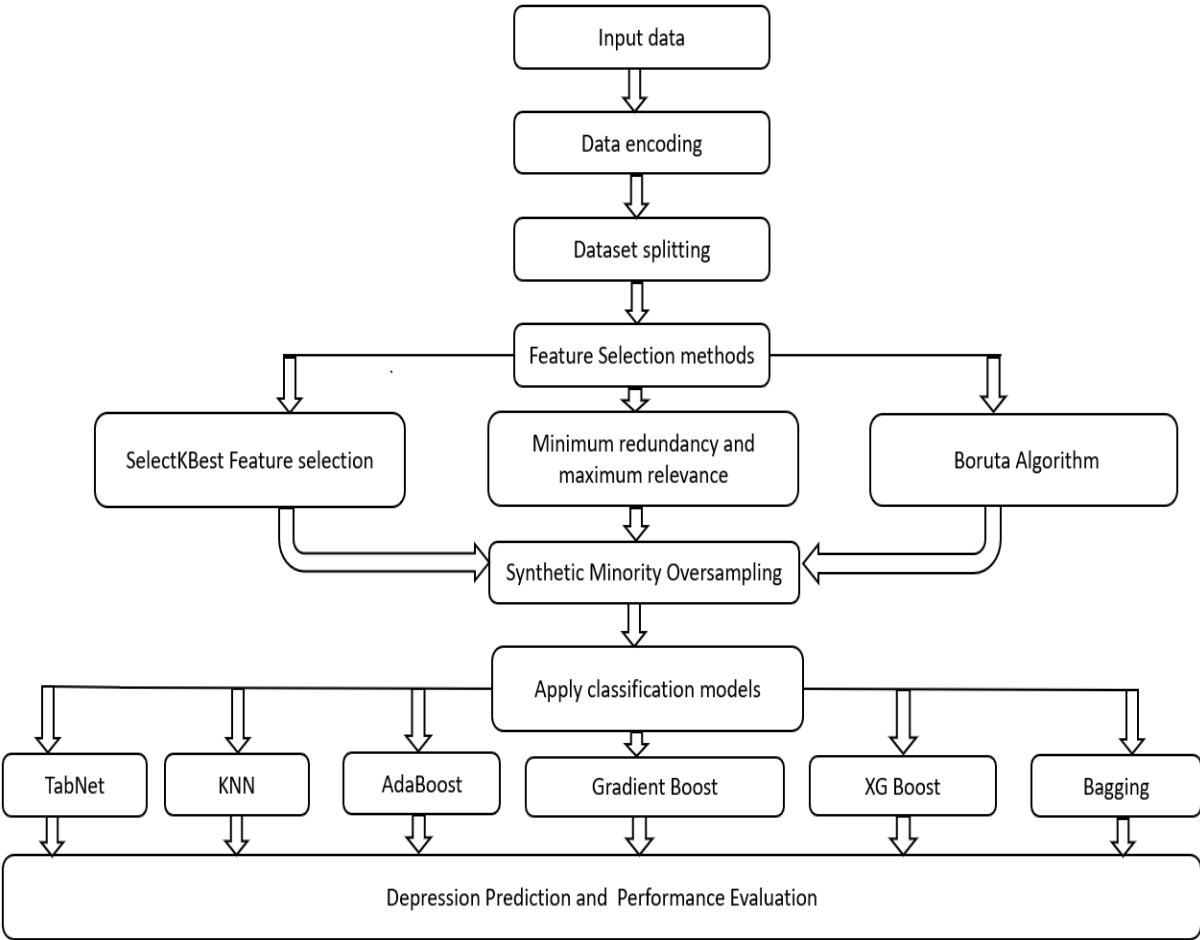 Input data
Data encoding
Dataset splitting
Feature Selection methods
SelectKBest Feature selection
Minimum redundancy and
maximum relevance
Boruta Algorithm
Synthetic Minority Oversampling
Apply classification models
TabNet
KNN
AdaBoost
Gradient Boost
XG Boost
Bagging
Depression Prediction and  Performance Evaluation